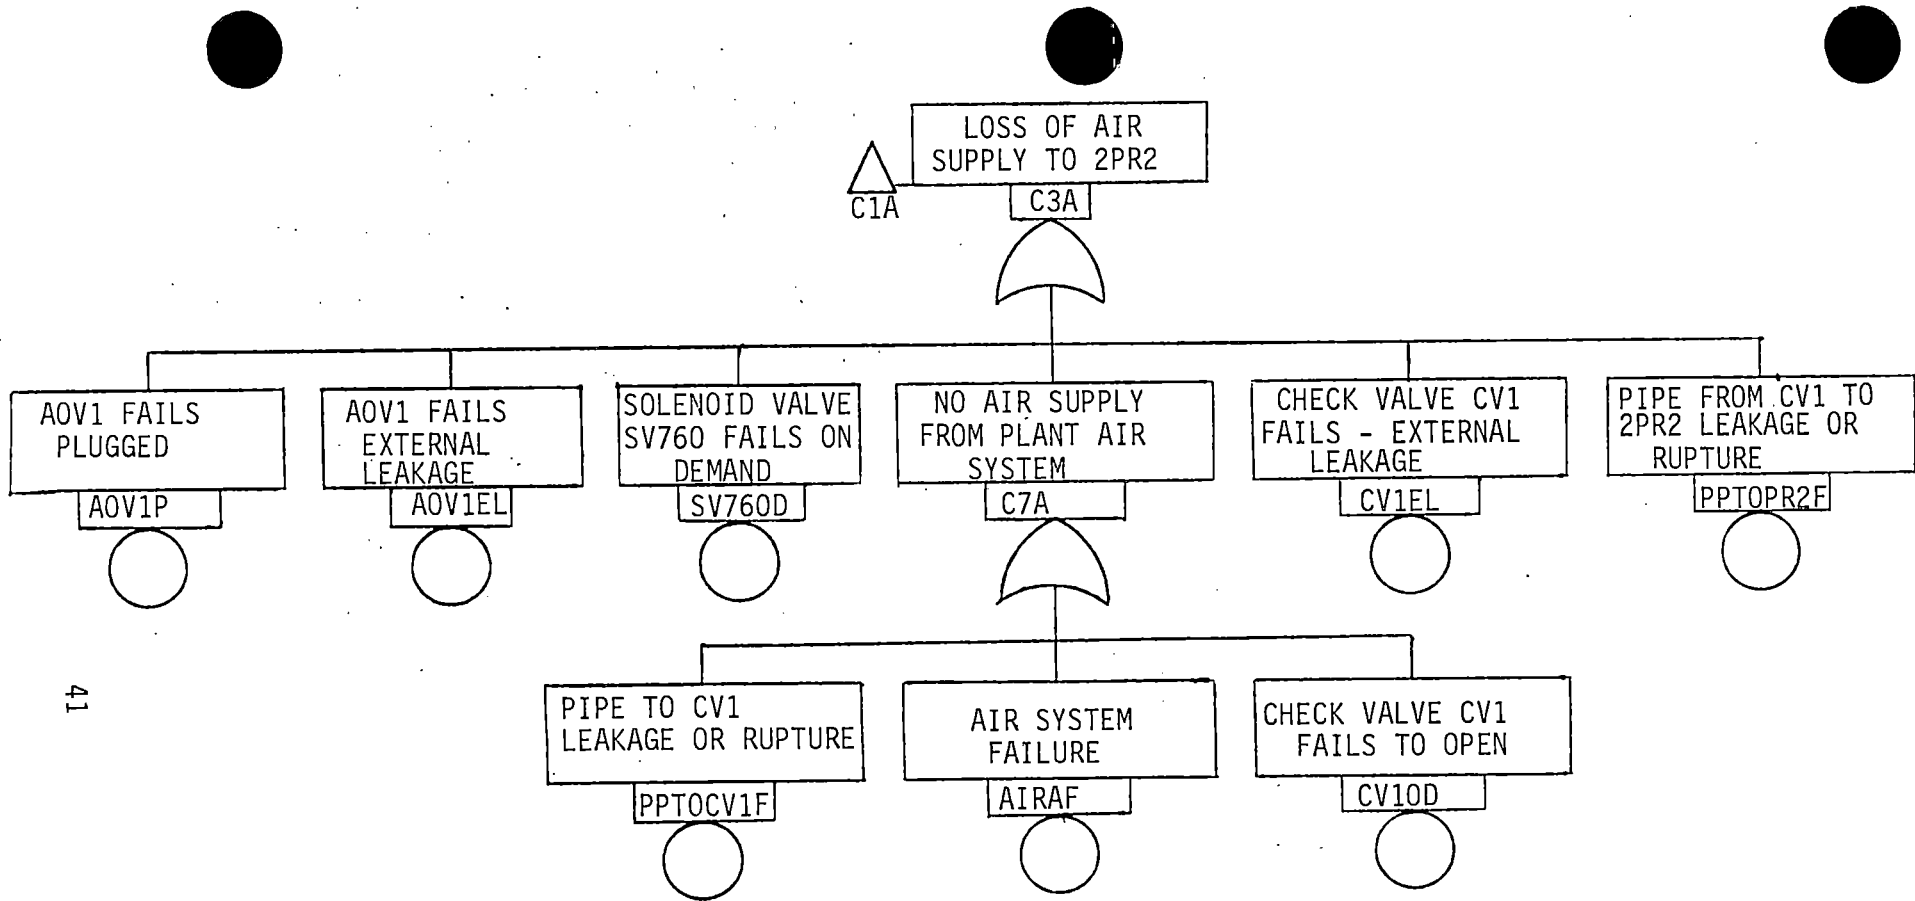 LOSS OF AIR
SUPPLY TO 2PR2
C1A
C3A
AOV1 FAILS
PLUGGED
AOV1P
AOV1 FAILS
EXTERNAL
LEAKAGE
AOV1EL
SOLENOID VALVE
SV760 FAILS ON
DEMAND
SV760D
NO AIR SUPPLY
FROM PLANT AIR
SYSTEM
C7A
CHECK VALVE CV1
FAILS - EXTERNAL
LEAKAGE
CV1EL
PIPE FROM CV1 TO
2PR2 LEAKAGE OR
RUPTURE
PPTOPR2F
PIPE TO CV1
LEAKAGE OR RUPTURE
PPTOCV1F
AIR SYSTEM
FAILURE
AIRAF
CHECK VALVE CV1
FAILS TO OPEN
CV1OD
41